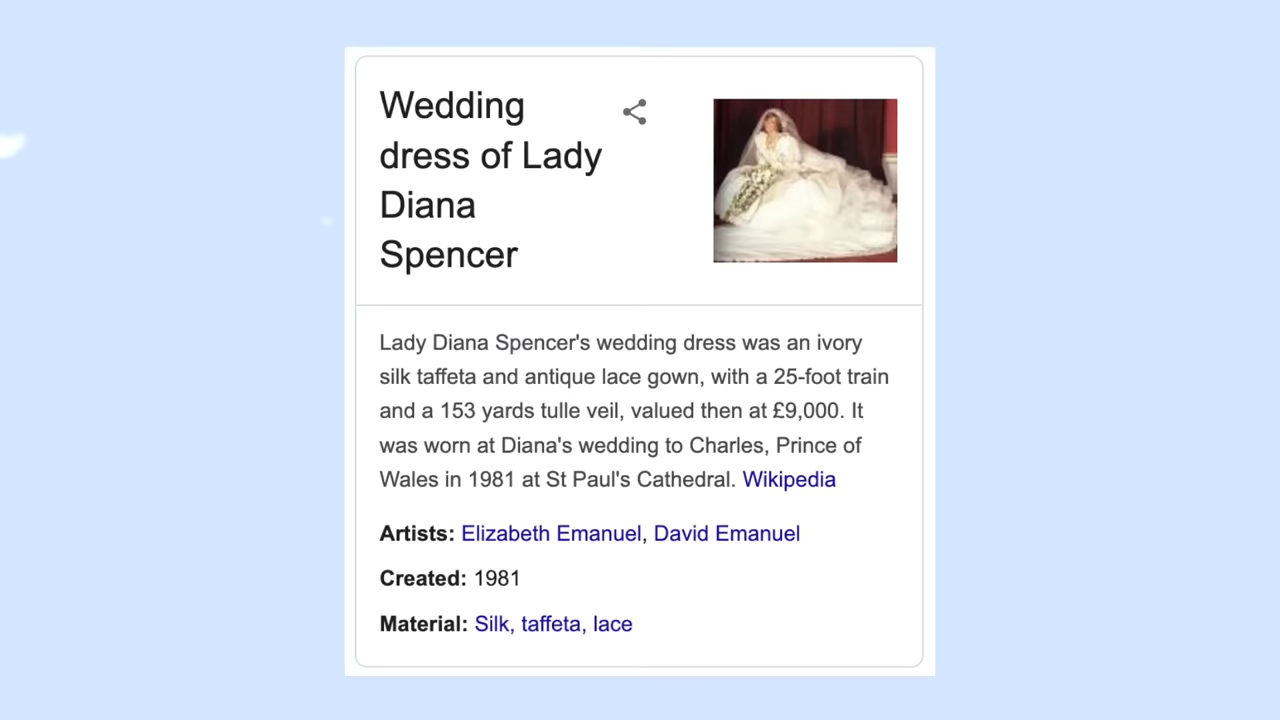 Wedding
dress of Lady
Diana
Spencer
Lady Diana Spencer's wedding dress was an ivory
silk taffeta and antique lace gown, with a 25-foot train
and a 153 yards tulle veil, valued then at £9,000. It
was worn at Diana's wedding to Charles, Prince of
Wales in 1981 at St Paul's Cathedral. Wikipedia
Artists: Elizabeth Emanuel, David Emanuel
Created: 1981
Material: Silk, taffeta, lace